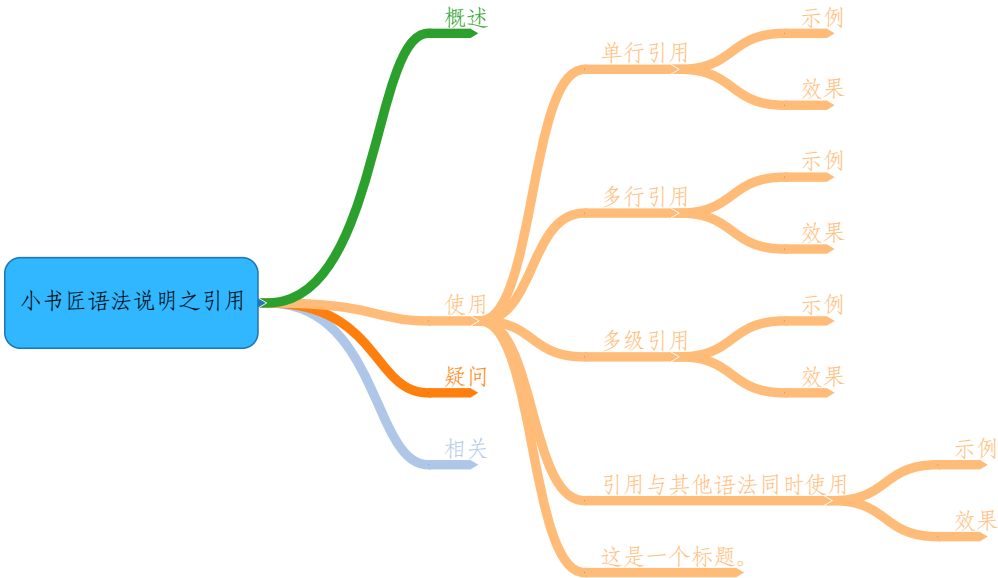 小书匠语法说明之引用
概述
使用
单行引用
示例
效果
多行引用
示例
效果
多级引用
示例
效果
引用与其他语法同时使用
示例
效果
这是一个标题。
疑问
相关